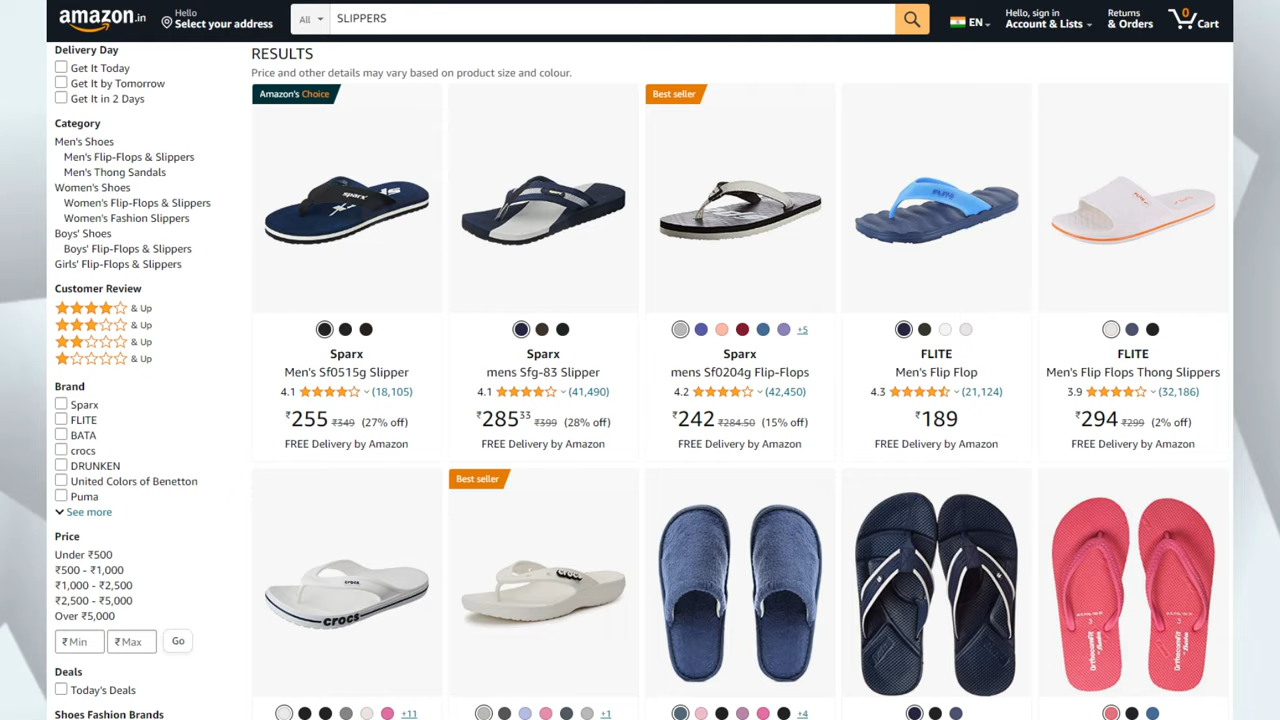 amazon.in
Hello
Select your address
All
SLIPPERS
EN
Hello, sign in
Account & Lists
Returns
& Orders
0
Cart
Delivery Day
Get It Today
Get It by Tomorrow
Get It in 2 Days
Category
Men's Shoes
Men's Flip-Flops & Slippers
Men's Thong Sandals
Women's Shoes
Women's Flip-Flops & Slippers
Women's Fashion Slippers
Boys' Shoes
Boys' Flip-Flops & Slippers
Girls' Flip-Flops & Slippers
Customer Review
& Up
& Up
& Up
& Up
Brand
Sparx
FLITE
BATA
crocs
DRUNKEN
United Colors of Benetton
Puma
See more
Price
Under ₹500
₹500 - ₹1,000
₹1,000 - ₹2,500
₹2,500 - ₹5,000
Over ₹5,000
₹ Min
₹ Max
Go
Deals
Today's Deals
Shoes Fashion Brands
RESULTS
Price and other details may vary based on product size and colour.
Amazon's Choice
sparx
Sparx
Men's Sf0515g Slipper
4.1 (18,105)
₹255 ₹349 (27% off)
FREE Delivery by Amazon
Sparx
mens Sfg-83 Slipper
4.1 (41,490)
₹285³³ ₹399 (28% off)
FREE Delivery by Amazon
Best seller
+5
Sparx
mens Sf0204g Flip-Flops
4.2 (42,450)
₹242 ₹284.50 (15% off)
FREE Delivery by Amazon
FLITE
FLITE
Men's Flip Flop
4.3 (21,124)
₹189
FREE Delivery by Amazon
FLITE
Men's Flip Flops Thong Slippers
3.9 (32,186)
₹294 ₹299 (2% off)
FREE Delivery by Amazon
crocs
crocs
+11
Best seller
crocs
+1
+4
3
3